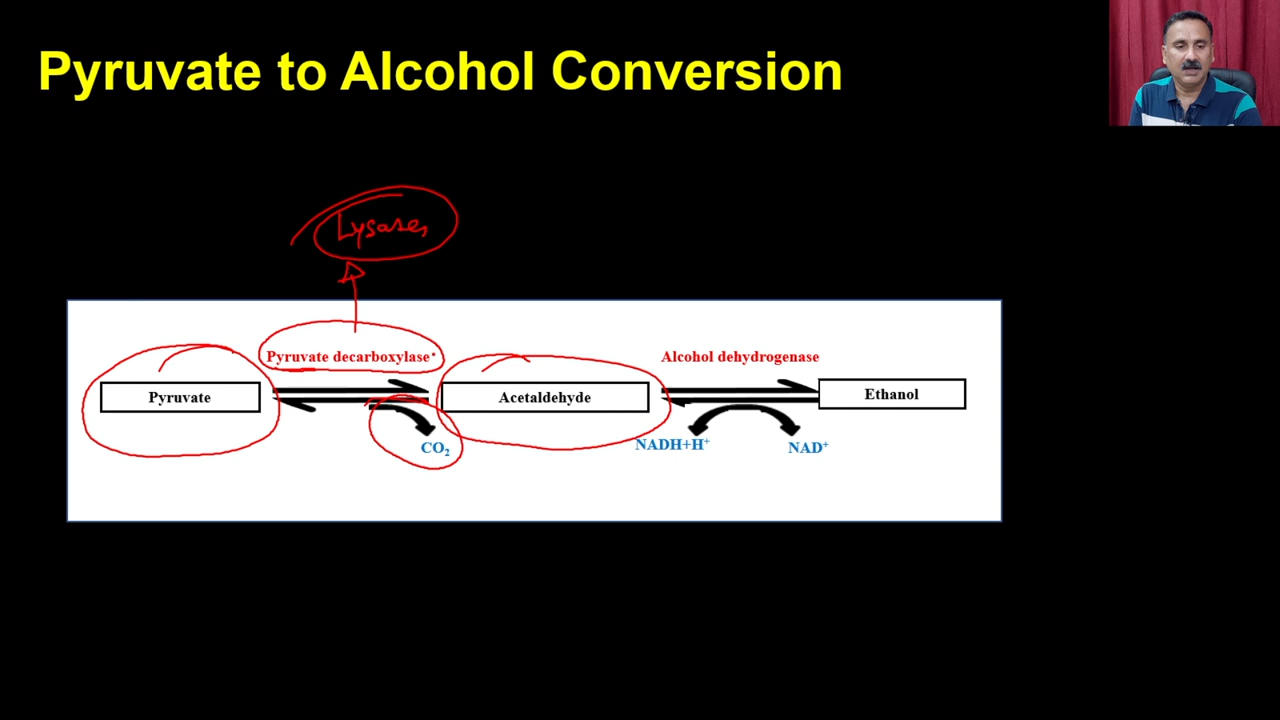 Pyruvate to Alcohol Conversion
Lysases
Pyruvate decarboxylase
Alcohol dehydrogenase
Pyruvate
Acetaldehyde
Ethanol
CO₂
NADH+H⁺
NAD⁺